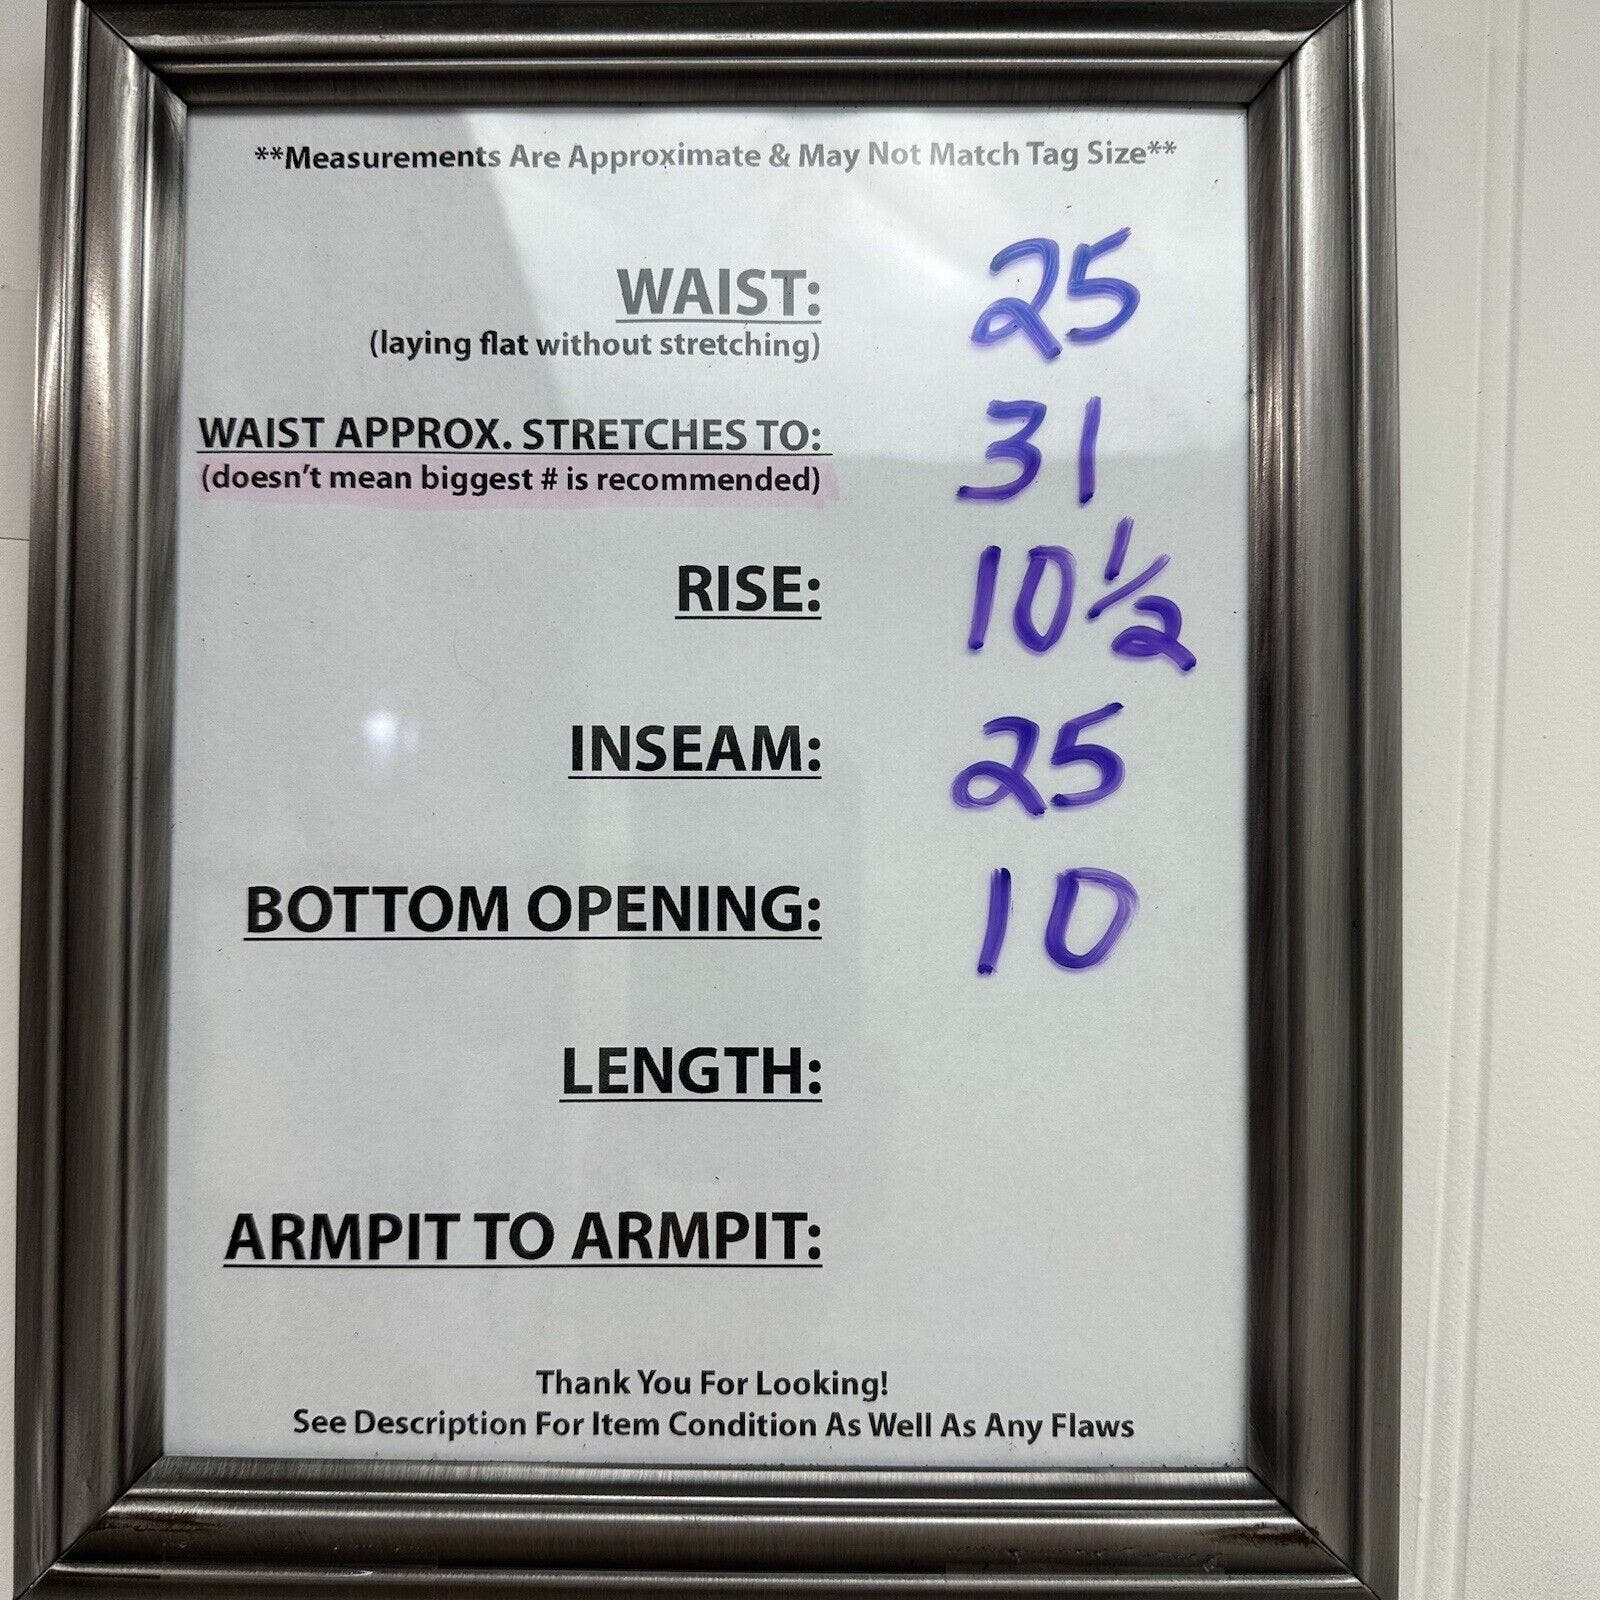 **Measurements Are Approximate & May Not Match Tag Size**
WAIST: 25
(laying flat without stretching)
WAIST APPROX. STRETCHES TO: 31
(doesn't mean biggest # is recommended)
RISE: 10 1/2
INSEAM: 25
BOTTOM OPENING: 10
LENGTH:
ARMPIT TO ARMPIT:
Thank You For Looking!
See Description For Item Condition As Well As Any Flaws